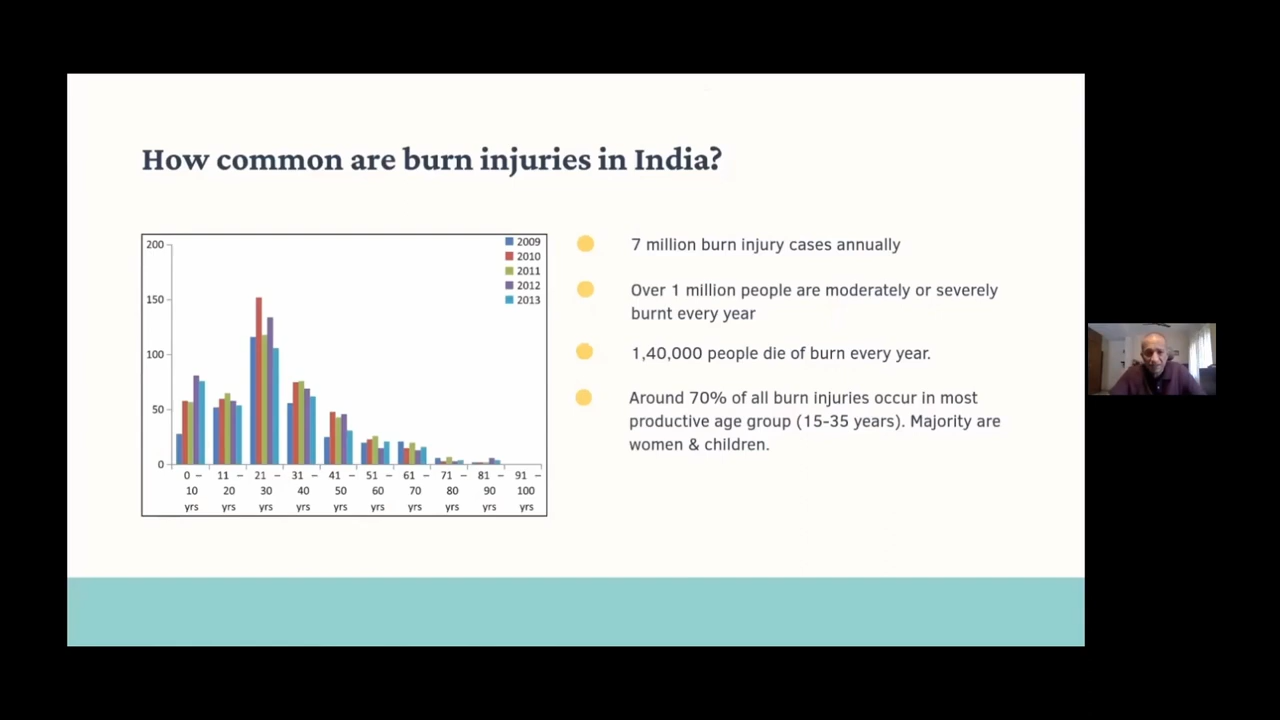 How common are burn injuries in India?
200
150
100
50
0
2009
2010
2011
2012
2013
0 – 11 – 21 – 31 – 41 – 51 – 61 – 71 – 81 – 91 –
10 20 30 40 50 60 70 80 90 100
yrs yrs yrs yrs yrs yrs yrs yrs yrs yrs
7 million burn injury cases annually
Over 1 million people are moderately or severely
burnt every year
1,40,000 people die of burn every year.
Around 70% of all burn injuries occur in most
productive age group (15-35 years). Majority are
women & children.